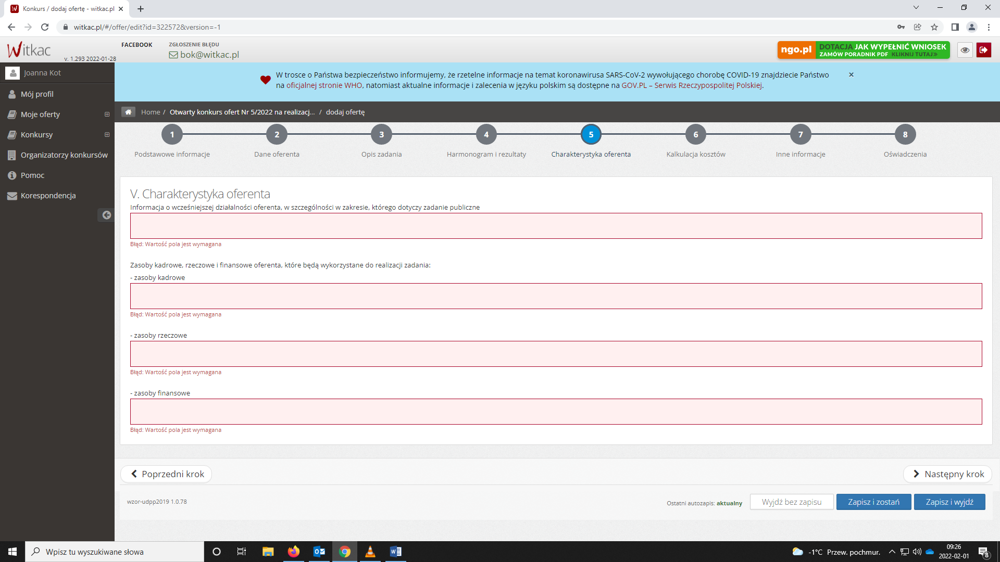 Konkurs / dodaj ofertę - witkac.pl
witkac.pl/#/offer/edit?id=322572&version=-1
Witkac
v. 1.293 2022-01-28
FACEBOOK
ZGŁOSZENIE BŁĘDU
bok@witkac.pl
ngo.pl
DOTACJA JAK WYPEŁNIĆ WNIOSEK
ZAMÓW PORADNIK PDF KLIKNIJ TUTAJ »
Joanna Kot
Mój profil
Moje oferty
Konkursy
Organizatorzy konkursów
Pomoc
Korespondencja
W trosce o Państwa bezpieczeństwo informujemy, że rzetelne informacje na temat koronawirusa SARS-CoV-2 wywołującego chorobę COVID-19 znajdziecie Państwo
na oficjalnej stronie WHO, natomiast aktualne informacje i zalecenia w języku polskim są dostępne na GOV.PL – Serwis Rzeczypospolitej Polskiej.
Home / Otwarty konkurs ofert Nr 5/2022 na realizacj... / dodaj ofertę
1 2 3 4 5 6 7 8
Podstawowe informacje Dane oferenta Opis zadania Harmonogram i rezultaty Charakterystyka oferenta Kalkulacja kosztów Inne informacje Oświadczenia
V. Charakterystyka oferenta
Informacja o wcześniejszej działalności oferenta, w szczególności w zakresie, którego dotyczy zadanie publiczne
Błąd: Wartość pola jest wymagana
Zasoby kadrowe, rzeczowe i finansowe oferenta, które będą wykorzystane do realizacji zadania:
- zasoby kadrowe
Błąd: Wartość pola jest wymagana
- zasoby rzeczowe
Błąd: Wartość pola jest wymagana
- zasoby finansowe
Błąd: Wartość pola jest wymagana
Poprzedni krok
Następny krok
wzor-udpp2019 1.0.78
Ostatni autozapis: aktualny
Wyjdź bez zapisu
Zapisz i zostań
Zapisz i wyjdź
Wpisz tu wyszukiwane słowa
-1°C Przew. pochmur.
09:26
2022-02-01
8